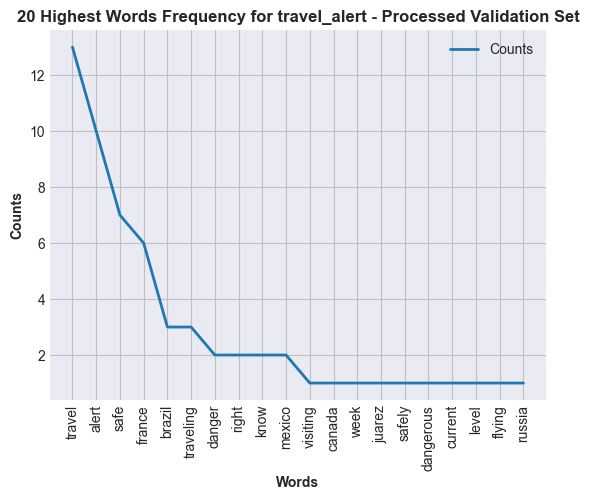 20 Highest Words Frequency for travel_alert - Processed Validation Set
Counts
12
10
8
6
4
2
Counts
travel
alert
safe
france
brazil
traveling
danger
right
know
mexico
visiting
canada
week
juarez
safely
dangerous
current
level
flying
russia
Words